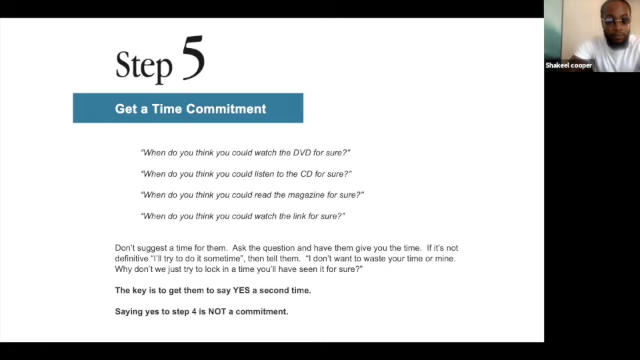 Step 5
Get a Time Commitment
"When do you think you could watch the DVD for sure?"
"When do you think you could listen to the CD for sure?"
"When do you think you could read the magazine for sure?"
"When do you think you could watch the link for sure?"
Don't suggest a time for them. Ask the question and have them give you the time. If it's not
definitive "I'll try to do it sometime", then tell them. "I don't want to waste your time or mine.
Why don't we just try to lock in a time you'll have seen it for sure?"
The key is to get them to say YES a second time.
Saying yes to step 4 is NOT a commitment.
Shakeel cooper